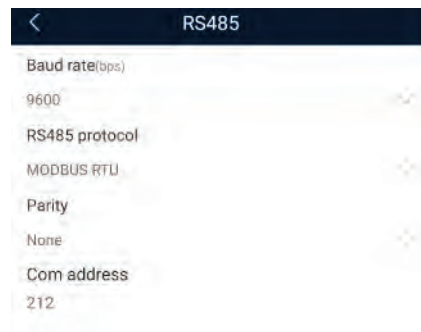 RS485
Baud rate(bps)
9600
RS485 protocol
MODBUS RTU
Parity
None
Com address
212